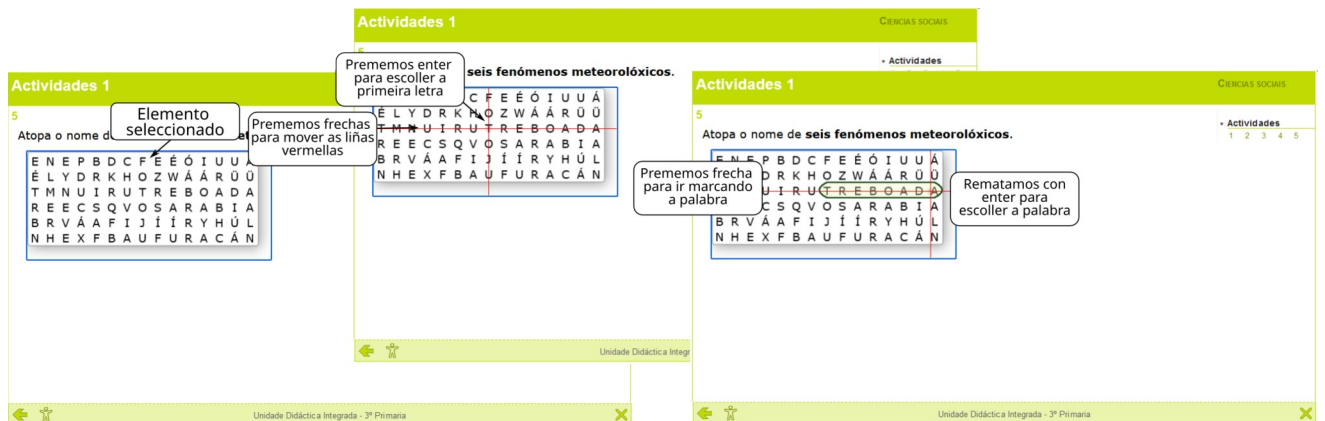 Actividades 1
5
Elemento
seleccionado
Atopa o nome d
E N E P B D C F E É Ó I U U Á
É L Y D R K H O Z W Á Á R Ü Ü
T M N U I R U T R E B O A D A
R E E C S Q V O S A R A B I A
B R V Á A F I J Í Í R Y H Ú L
N H E X F B A U F U R A C Á N
Unidade Didáctica Integrada - 3º Primaria
Actividades 1
CIENCIAS SOCIAIS
5
• Actividades
Prememos enter
para escoller a
primeira letra
seis fenómenos meteorolóxicos.
Prememos frechas
para mover as liñas
vermellas
C F E É Ó I U U Á
É L Y D R K H O Z W Á Á R Ü Ü
T M N U I R U T R E B O A D A
R E E C S Q V O S A R A B I A
B R V Á A F I J Í Í R Y H Ú L
N H E X F B A U F U R A C Á N
Unidade Didáctica Integr
Actividades 1
CIENCIAS SOCIAIS
5
• Actividades
1 2 3 4 5
Atopa o nome de seis fenómenos meteorolóxicos.
E N E P B D C F E É Ó I U U Á
D R K H O Z W Á Á R Ü Ü
U I R U T R E B O A D A
C S Q V O S A R A B I A
B R V Á A F I J Í Í R Y H Ú L
N H E X F B A U F U R A C Á N
Prememos frecha
para ir marcando
a palabra
Rematamos con
enter para
escoller a palabra
Unidade Didáctica Integrada - 3º Primaria